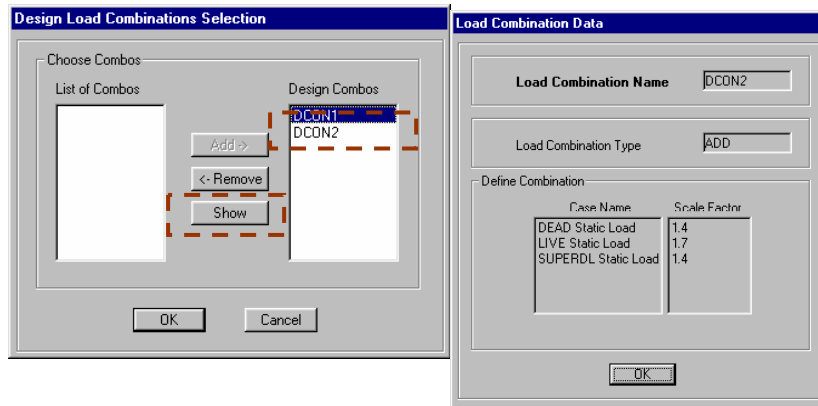 Design Load Combinations Selection
Choose Combos
List of Combos
Design Combos
DCON1
DCON2
Add ->
<- Remove
Show
OK
Cancel
Load Combination Data
Load Combination Name
DCON2
Load Combination Type
ADD
Define Combination
Case Name
Scale Factor
DEAD Static Load
1.4
LIVE Static Load
1.7
SUPERDL Static Load
1.4
OK